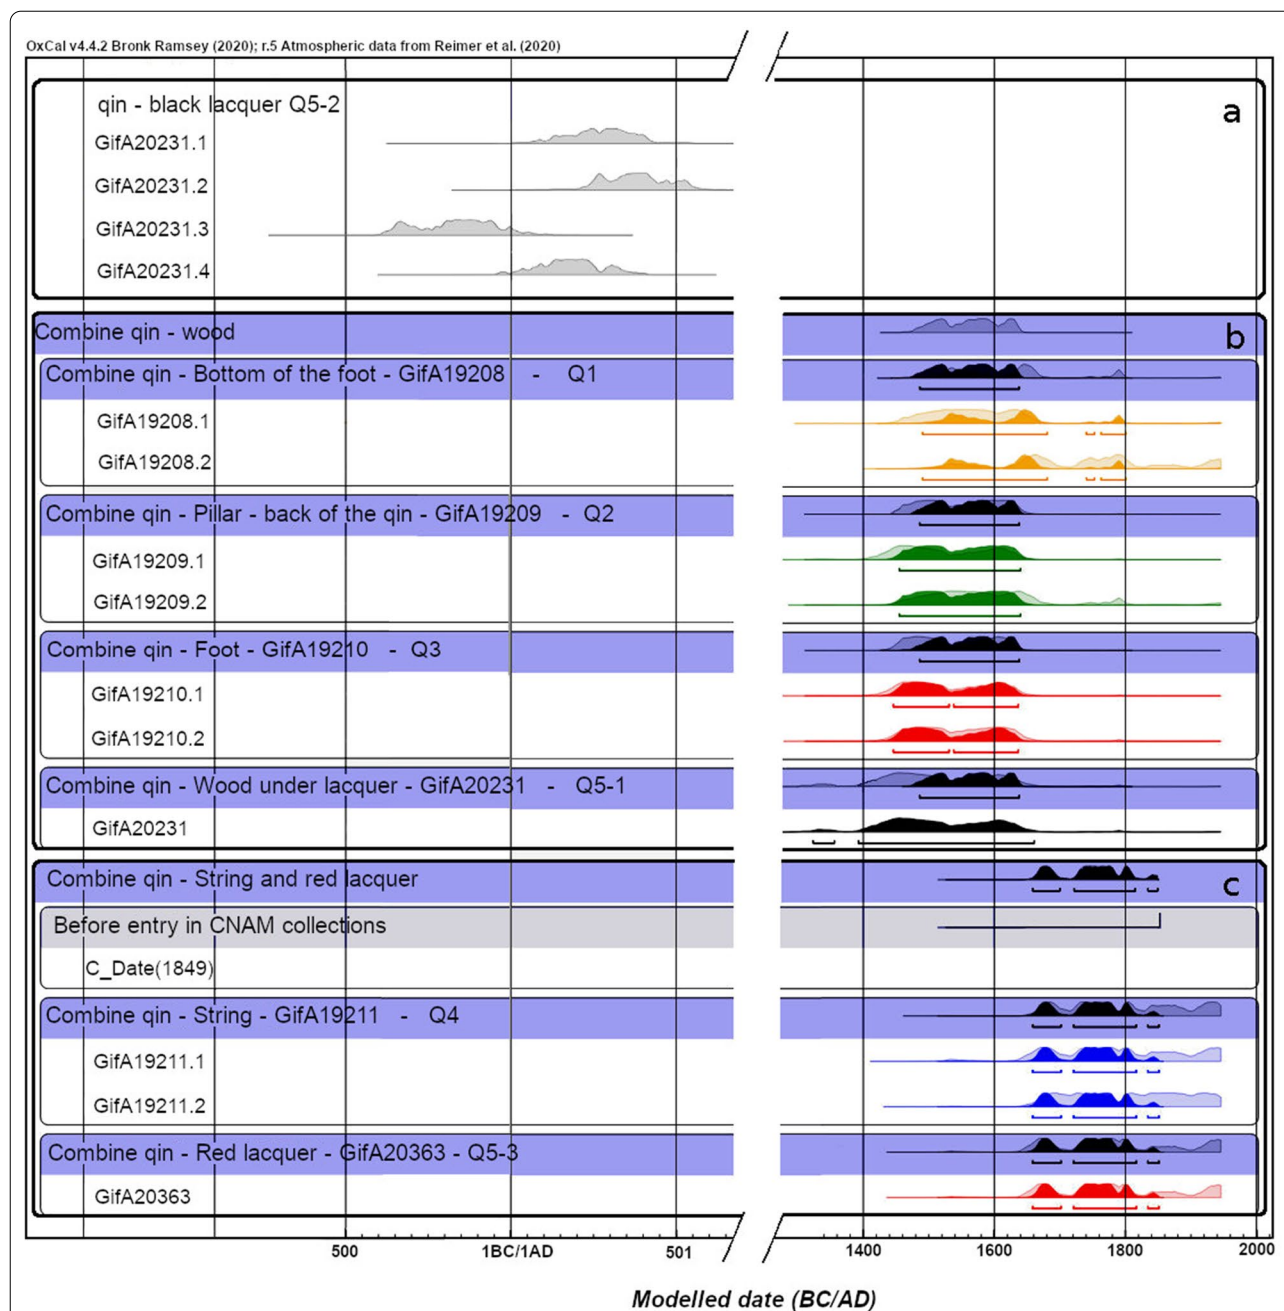 OxCal v4.4.2 Bronk Ramsey (2020); r.5 Atmospheric data from Reimer et al. (2020)
qin - black lacquer Q5-2
a
GifA20231.1
GifA20231.2
GifA20231.3
GifA20231.4
Combine qin - wood
b
Combine qin - Bottom of the foot - GifA19208 - Q1
GifA19208.1
GifA19208.2
Combine qin - Pillar - back of the qin - GifA19209 - Q2
GifA19209.1
GifA19209.2
Combine qin - Foot - GifA19210 - Q3
GifA19210.1
GifA19210.2
Combine qin - Wood under lacquer - GifA20231 - Q5-1
GifA20231
Combine qin - String and red lacquer
c
Before entry in CNAM collections
C_Date(1849)
Combine qin - String - GifA19211 - Q4
GifA19211.1
GifA19211.2
Combine qin - Red lacquer - GifA20363 - Q5-3
GifA20363
500 1BC/1AD 501 1400 1600 1800 2000
Modelled date (BC/AD)